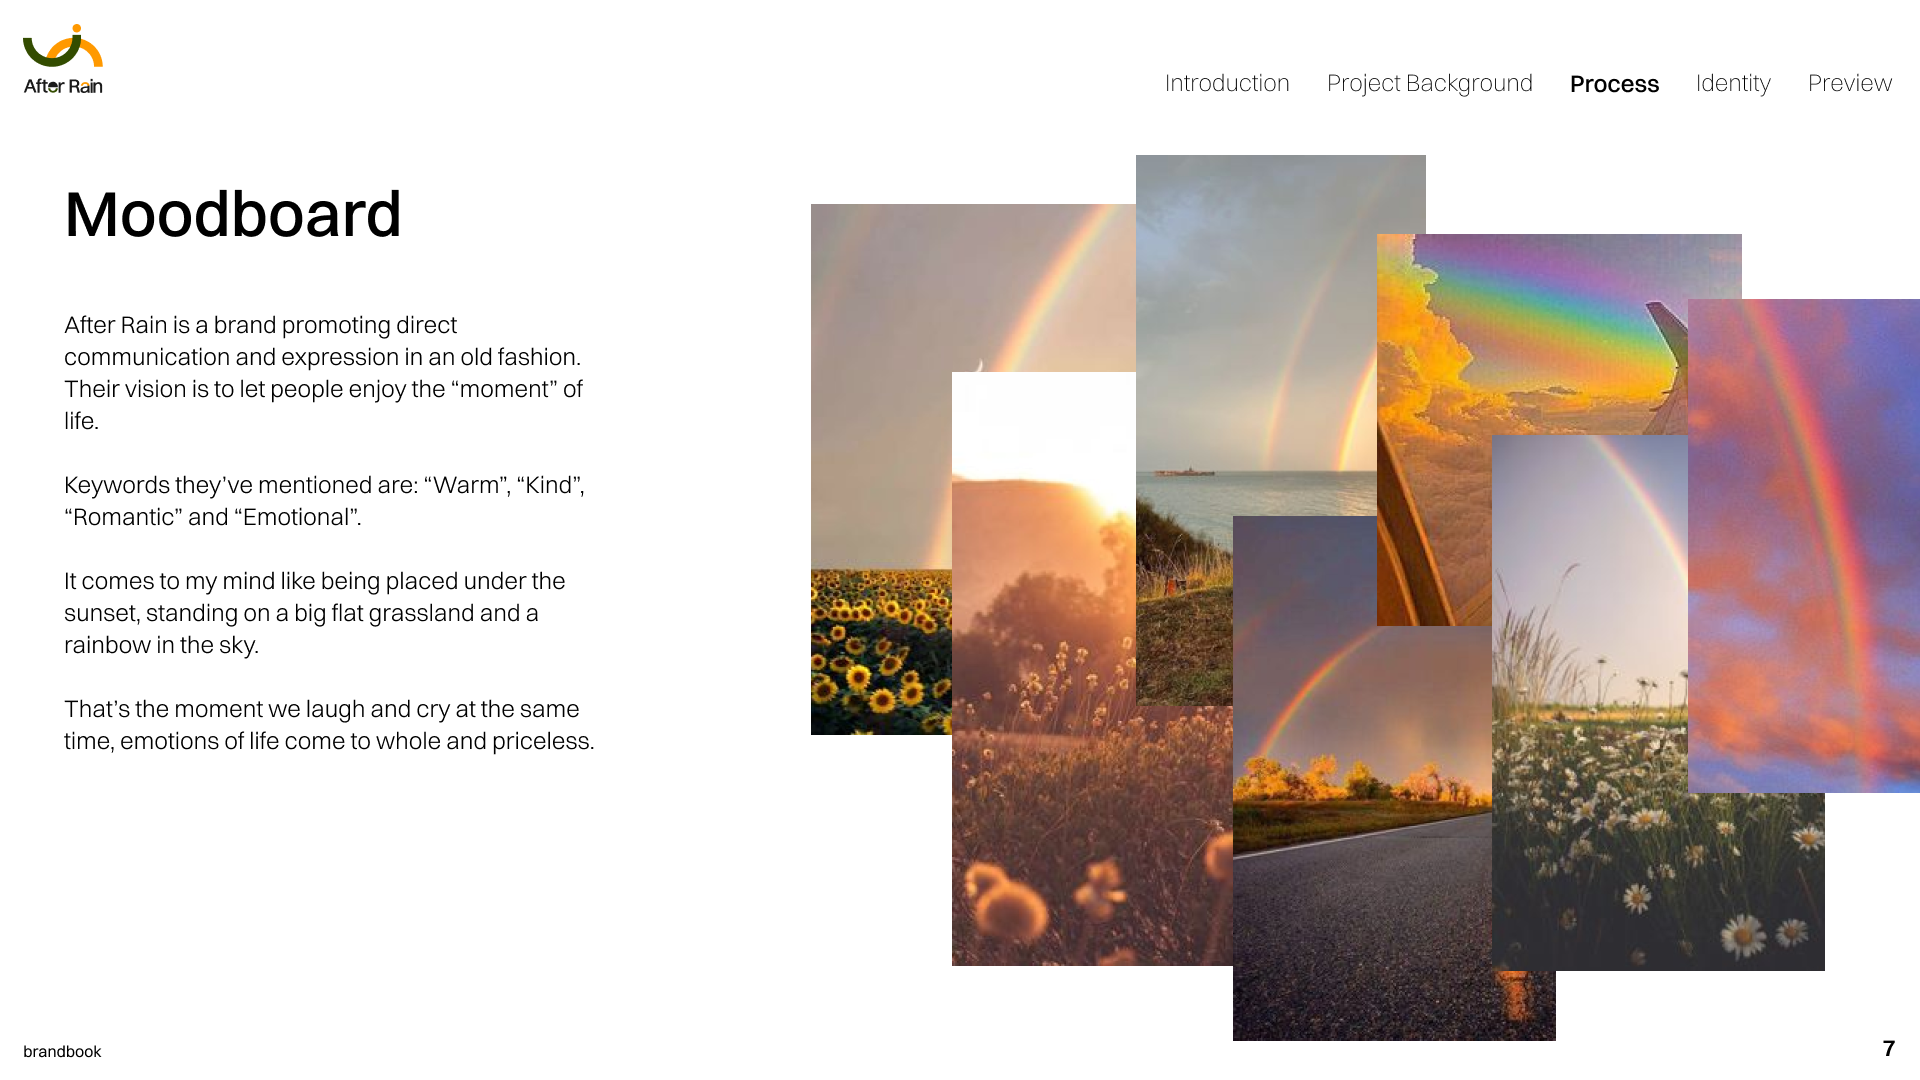 After Rain
Introduction Project Background Process Identity Preview
Moodboard
After Rain is a brand promoting direct
communication and expression in an old fashion.
Their vision is to let people enjoy the “moment” of
life.
Keywords they’ve mentioned are: “Warm”, “Kind”,
“Romantic” and “Emotional”.
It comes to my mind like being placed under the
sunset, standing on a big flat grassland and a
rainbow in the sky.
That’s the moment we laugh and cry at the same
time, emotions of life come to whole and priceless.
brandbook
7